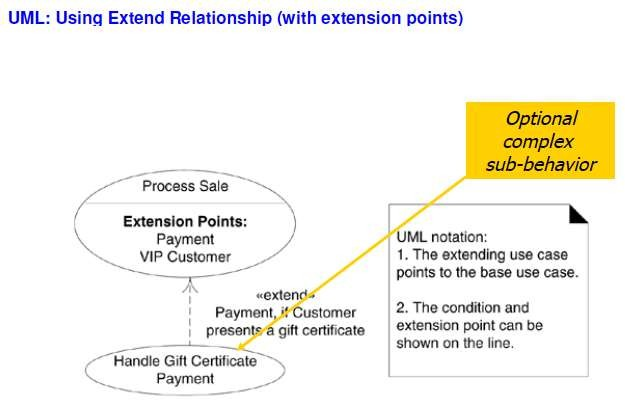 UML: Using Extend Relationship (with extension points)
Optional
complex
sub-behavior
Process Sale
Extension Points:
Payment
VIP Customer
UML notation:
1. The extending use case
points to the base use case.
2. The condition and
extension point can be
shown on the line.
«extend»
Payment, if Customer
presents a gift certificate
Handle Gift Certificate
Payment